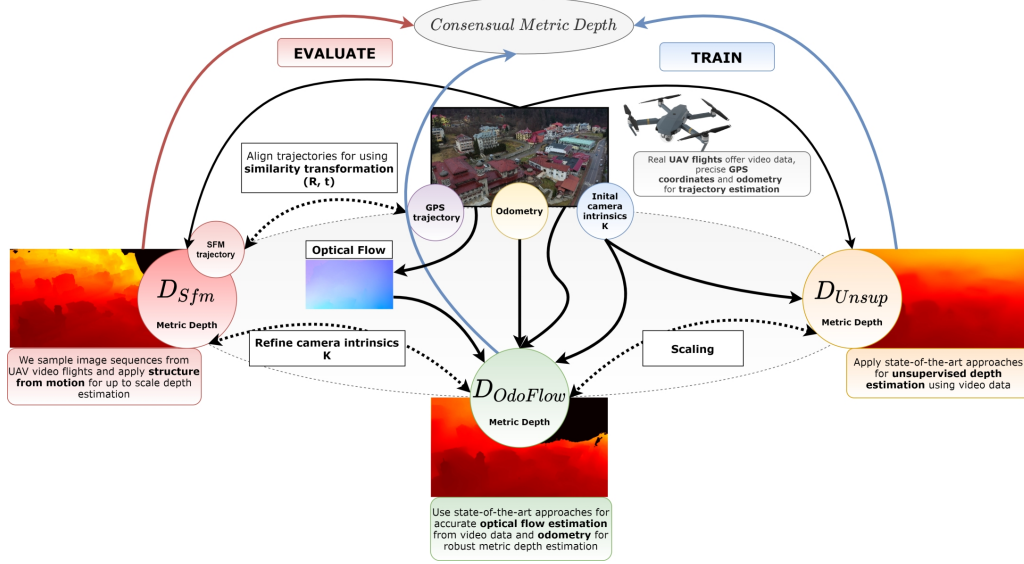 Consensual Metric Depth
EVALUATE
TRAIN
Align trajectories for using
similarity transformation
(R, t)
Real UAV flights offer video data,
precise GPS
coordinates and odometry
for trajectory estimation
GPS
trajectory
Odometry
Inital
camera
intrinsics
K
SFM
trajectory
Optical Flow
D_Sfm
Metric Depth
D_Unsup
Metric Depth
Refine camera intrinsics
K
Scaling
We sample image sequences from
UAV video flights and apply structure
from motion for up to scale depth
estimation
Apply state-of-the-art approaches
for unsupervised depth
estimation using video data
D_OdoFlow
Metric Depth
Use state-of-the-art approaches for
accurate optical flow estimation
from video data and odometry for
robust metric depth estimation